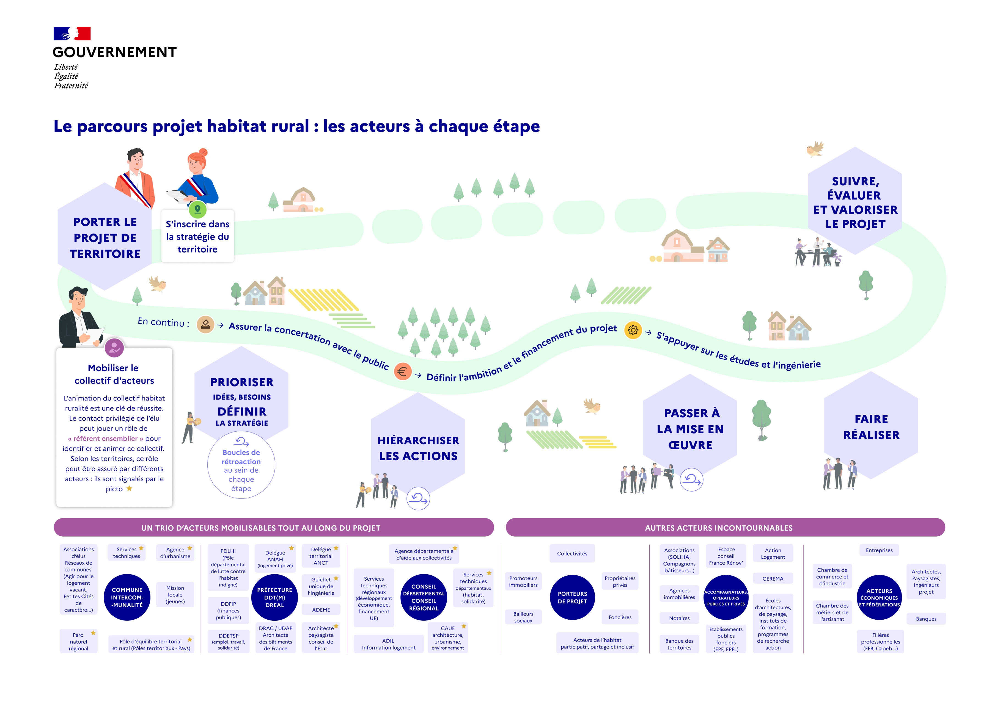 GOUVERNEMENT
Liberté
Égalité
Fraternité
Le parcours projet habitat rural : les acteurs à chaque étape
PORTER LE
PROJET DE
TERRITOIRE
S'inscrire dans
la stratégie du
territoire
SUIVRE,
ÉVALUER
ET VALORISER
LE PROJET
En continu :
→ Assurer la concertation avec le public
€ → Définir l'ambition et le financement du projet
→ S'appuyer sur les études et l'ingénierie
Mobiliser le
collectif d'acteurs
L’animation du collectif habitat
ruralité est une clé de réussite.
Le contact privilégié de l’élu
peut jouer un rôle de
« référent ensemblier » pour
identifier et animer ce collectif.
Selon les territoires, ce rôle
peut être assuré par différents
acteurs : ils sont signalés par le
picto
PRIORISER
IDÉES, BESOINS
DÉFINIR
LA STRATÉGIE
Boucles de
rétroaction
au sein de
chaque
étape
HIÉRARCHISER
LES ACTIONS
PASSER À
LA MISE EN
ŒUVRE
FAIRE
RÉALISER
UN TRIO D’ACTEURS MOBILISABLES TOUT AU LONG DU PROJET
Associations
d’élus
Réseaux de
communes
(Agir pour le
logement
vacant,
Petites Cités
de
caractère...)
Services
techniques
Agence
d’urbanisme
COMMUNE
INTERCOM-
-MUNALITÉ
Mission
locale
(jeunes)
Parc
naturel
régional
Pôle d’équilibre territorial
et rural (Pôles territoriaux - Pays)
PDLHI
(Pôle
départemental
de lutte contre
l’habitat
indigne)
Délégué
ANAH
(logement privé)
Délégué
territorial
ANCT
Guichet
unique de
l’Ingénierie
PRÉFECTURE
DDT(M)
DREAL
DDFIP
(finances
publiques)
ADEME
DDETSP
(emploi, travail,
solidarité)
DRAC / UDAP
Architecte
des bâtiments
de France
Architecte
paysagiste
conseil de
l’État
Agence départementale
d’aide aux collectivités
Services
techniques
régionaux
(développement
économique,
financement
UE)
CONSEIL
DÉPARTEMENTAL
CONSEIL
RÉGIONAL
Services
techniques
départementaux
(habitat,
solidarité)
ADIL
Information logement
CAUE
architecture,
urbanisme,
environnement
AUTRES ACTEURS INCONTOURNABLES
Collectivités
Promoteurs
immobiliers
Propriétaires
privés
PORTEURS
DE PROJET
Bailleurs
sociaux
Foncières
Acteurs de l’habitat
participatif, partagé et inclusif
Associations
(SOLIHA,
Compagnons
bâtisseurs...)
Espace
conseil
France Rénov’
Action
Logement
CEREMA
Agences
immobilières
ACCOMPAGNATEURS,
OPÉRATEURS
PUBLICS ET PRIVÉS
Notaires
Écoles
d’architectures,
de paysage,
instituts de
formation,
programmes
de recherche
action
Banque des
territoires
Établissements
publics
fonciers
(EPF, EPFL)
Entreprises
Chambre de
commerce et
d’industrie
Architectes,
Paysagistes,
Ingénieurs
projet
ACTEURS
ÉCONOMIQUES
ET FÉDÉRATIONS
Chambre des
métiers et de
l’artisanat
Banques
Filières
professionnelles
(FFB, Capeb...)